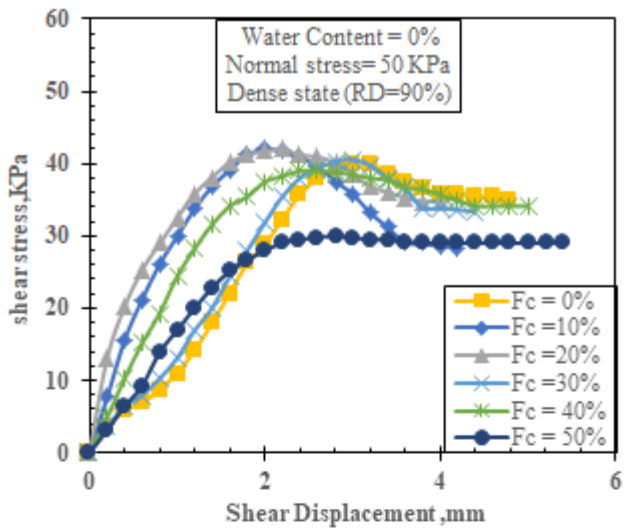 60
50
40
30
20
10
0
shear stress,KPa
Water Content = 0%
Normal stress= 50 KPa
Dense state (RD=90%)
Fc = 0%
Fc =10%
Fc =20%
Fc =30%
Fc = 40%
Fc = 50%
0 2 4 6
Shear Displacement ,mm